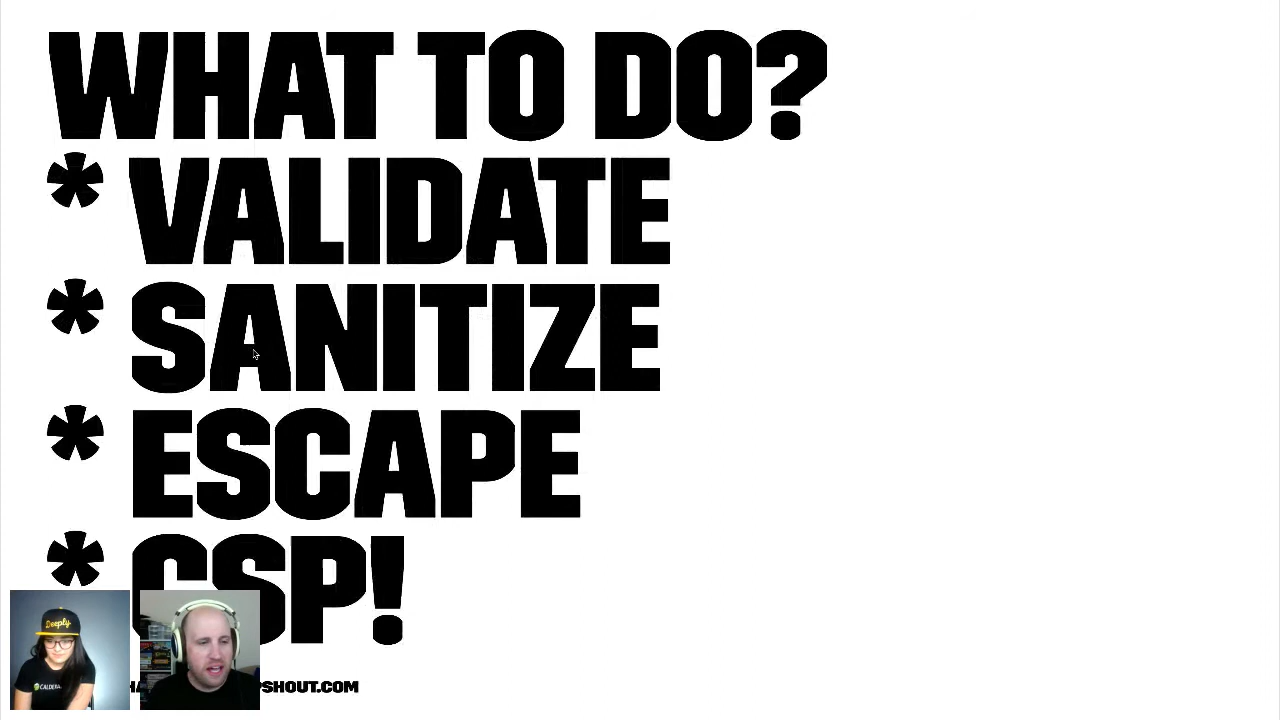 WHAT TO DO?
* VALIDATE
* SANITIZE
* ESCAPE
* CSP!
Deeply